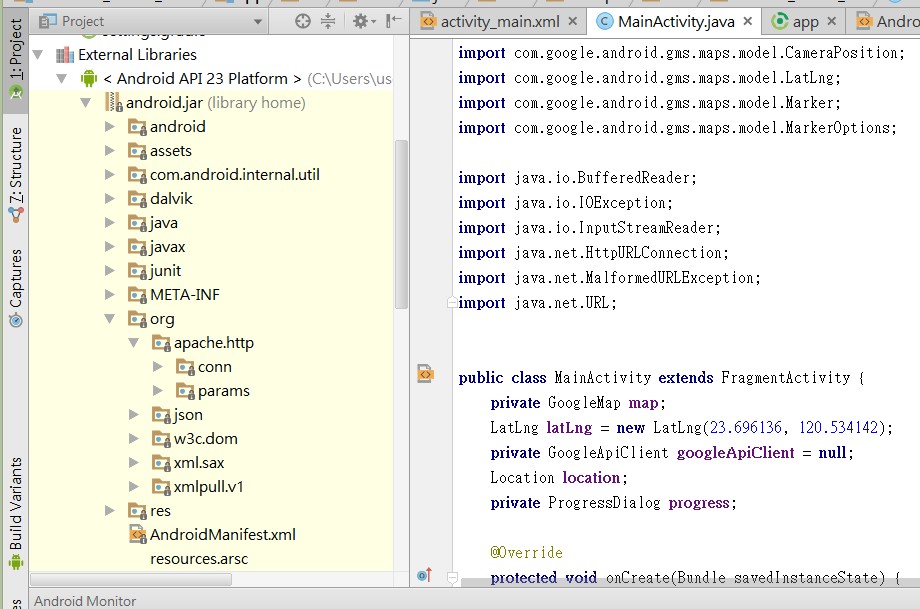 Project
activity_main.xml
MainActivity.java
app
Andro
1: Project
Z: Structure
Captures
Build Variants
External Libraries
< Android API 23 Platform > (C:\Users\us
android.jar (library home)
android
assets
com.android.internal.util
dalvik
java
javax
junit
META-INF
org
apache.http
conn
params
json
w3c.dom
xml.sax
xmlpull.v1
res
AndroidManifest.xml
resources.arsc
Android Monitor
import com.google.android.gms.maps.model.CameraPosition;
import com.google.android.gms.maps.model.LatLng;
import com.google.android.gms.maps.model.Marker;
import com.google.android.gms.maps.model.MarkerOptions;
import java.io.BufferedReader;
import java.io.IOException;
import java.io.InputStreamReader;
import java.net.HttpURLConnection;
import java.net.MalformedURLException;
import java.net.URL;
public class MainActivity extends FragmentActivity {
private GoogleMap map;
LatLng latLng = new LatLng(23.696136, 120.534142);
private GoogleApiClient googleApiClient = null;
Location location;
private ProgressDialog progress;
@Override
protected void onCreate(Bundle savedInstanceState) {